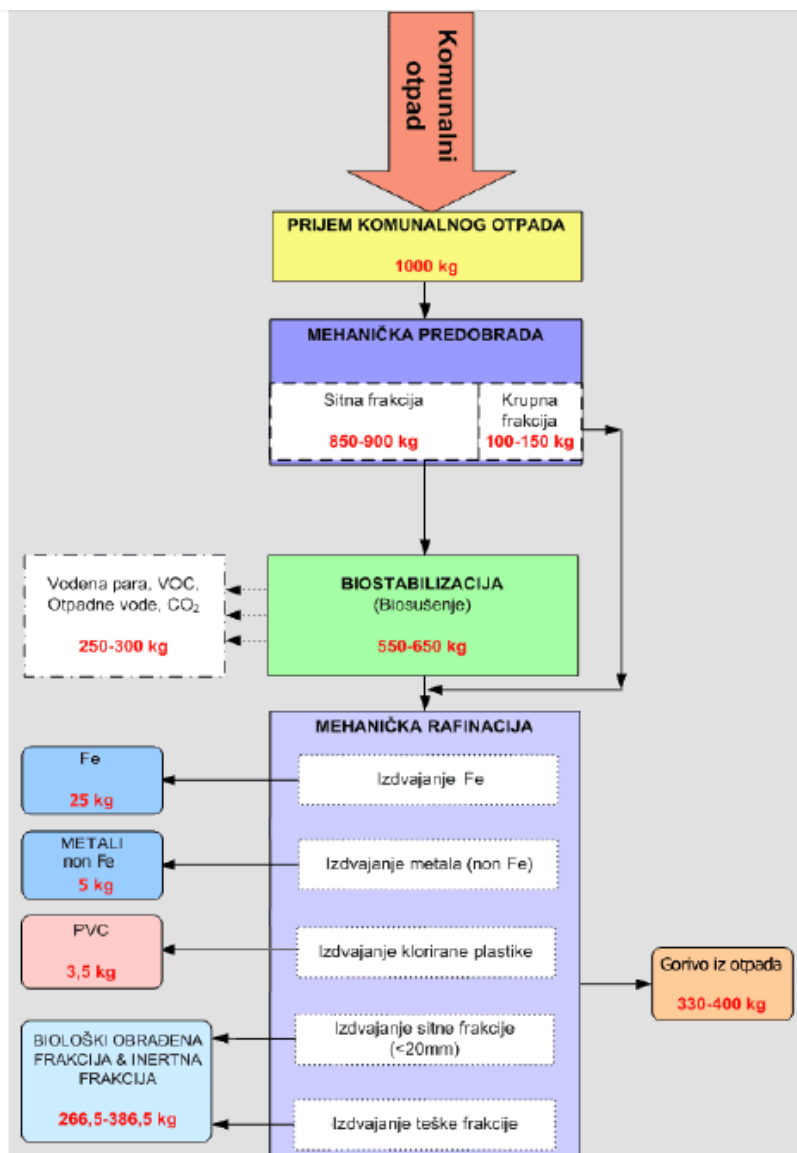 Komunalni
otpad
PRIJEM KOMUNALNOG OTPADA
1000 kg
MEHANIČKA PREDOBRADA
Sitna frakcija
850-900 kg
Krupna
frakcija
100-150 kg
Vodena para, VOC,
Otpadne vode, CO₂
250-300 kg
BIOSTABILIZACIJA
(Biosušenje)
550-650 kg
MEHANIČKA RAFINACIJA
Fe
25 kg
Izdvajanje Fe
METALI
non Fe
5 kg
Izdvajanje metala (non Fe)
PVC
3,5 kg
Izdvajanje klorirane plastike
Gorivo iz otpada
330-400 kg
BIOLOŠKI OBRAĐENA
FRAKCIJA & INERTNA
FRAKCIJA
266,5-386,5 kg
Izdvajanje sitne frakcije
(<20mm)
Izdvajanje teške frakcije